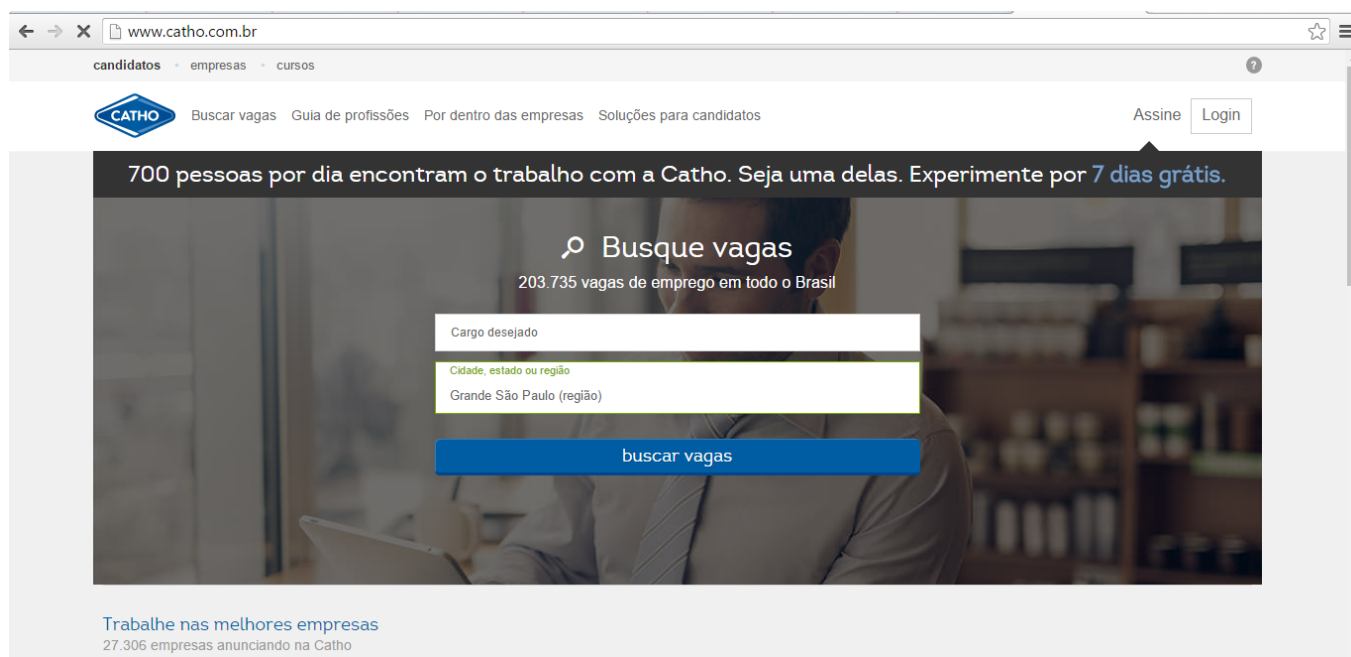 www.catho.com.br
candidatos • empresas • cursos ?
CATHO Buscar vagas Guia de profissões Por dentro das empresas Soluções para candidatos Assine Login
700 pessoas por dia encontram o trabalho com a Catho. Seja uma delas. Experimente por 7 dias grátis.
Busque vagas
203.735 vagas de emprego em todo o Brasil
Cargo desejado
Cidade, estado ou região
Grande São Paulo (região)
buscar vagas
Trabalhe nas melhores empresas
27.306 empresas anunciando na Catho